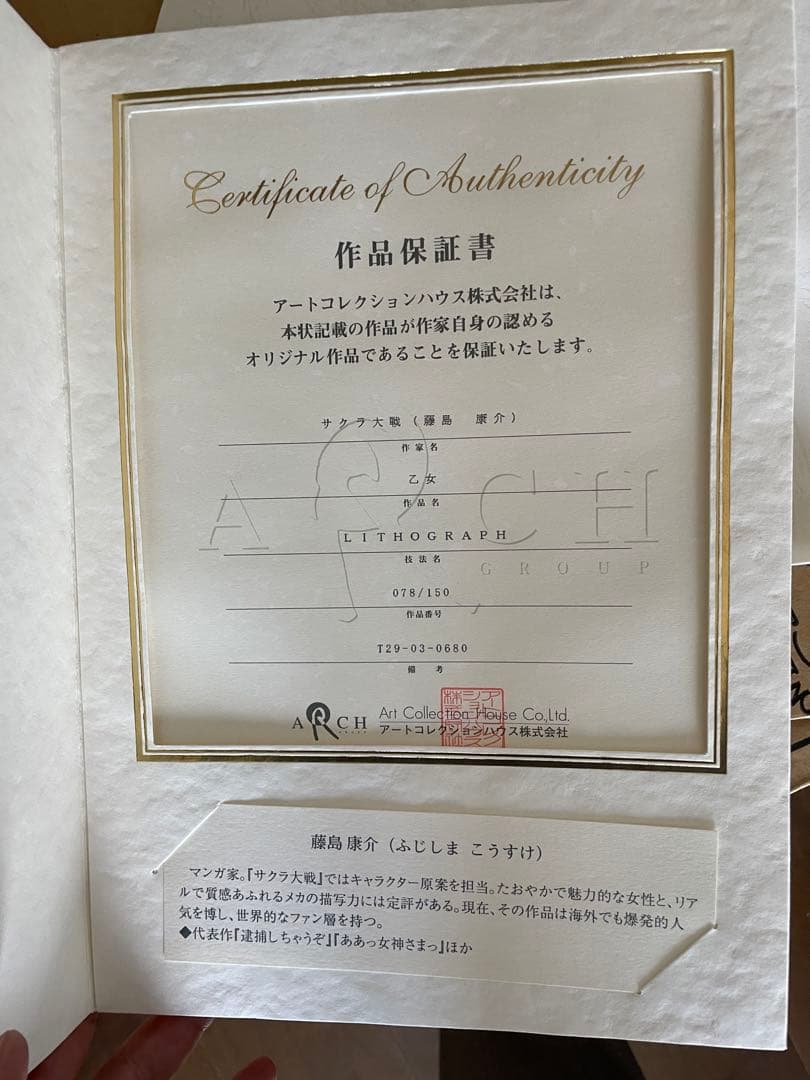 Certificate of Authenticity
作品保証書
アートコレクションハウス株式会社は、
本状記載の作品が作家自身の認める
オリジナル作品であることを保証いたします。
サクラ大戦(藤島 康介)
作家名
乙女
作品名
LITHOGRAPH
技法名
078/150
作品番号
T29-03-0680
備 考
ARCH
GROUP
ARCH
Art Collection House Co.,Ltd.
アートコレクションハウス株式会社
藤島 康介(ふじしま こうすけ)
マンガ家。『サクラ大戦』ではキャラクター原案を担当。たおやかで魅力的な女性と、リア
ルで質感あふれるメカの描写力には定評がある。現在、その作品は海外でも爆発的人
気を博し、世界的なファン層を持つ。
◆代表作『逮捕しちゃうぞ』『ああっ女神さまっ』ほか